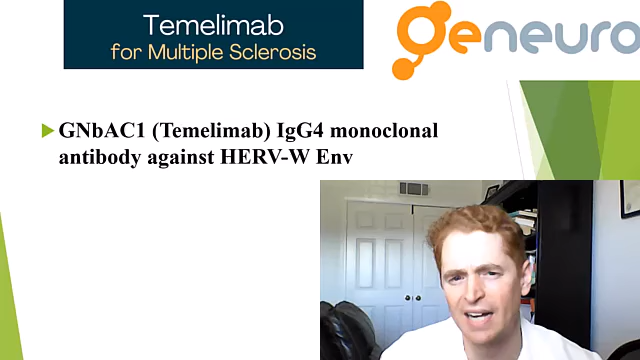 Temelimab
for Multiple Sclerosis
geneuro
GNbAC1 (Temelimab) IgG4 monoclonal
antibody against HERV-W Env